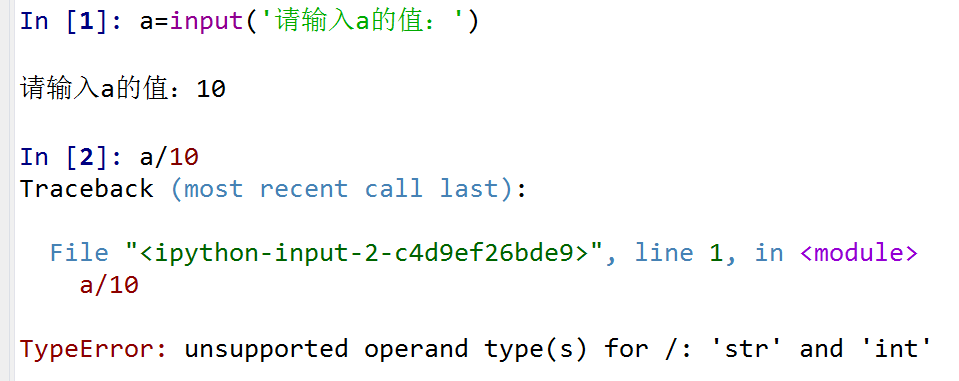 In [1]: a=input('请输入a的值：')
请输入a的值：10
In [2]: a/10
Traceback (most recent call last):
File "<ipython-input-2-c4d9ef26bde9>", line 1, in <module>
a/10
TypeError: unsupported operand type(s) for /: 'str' and 'int'